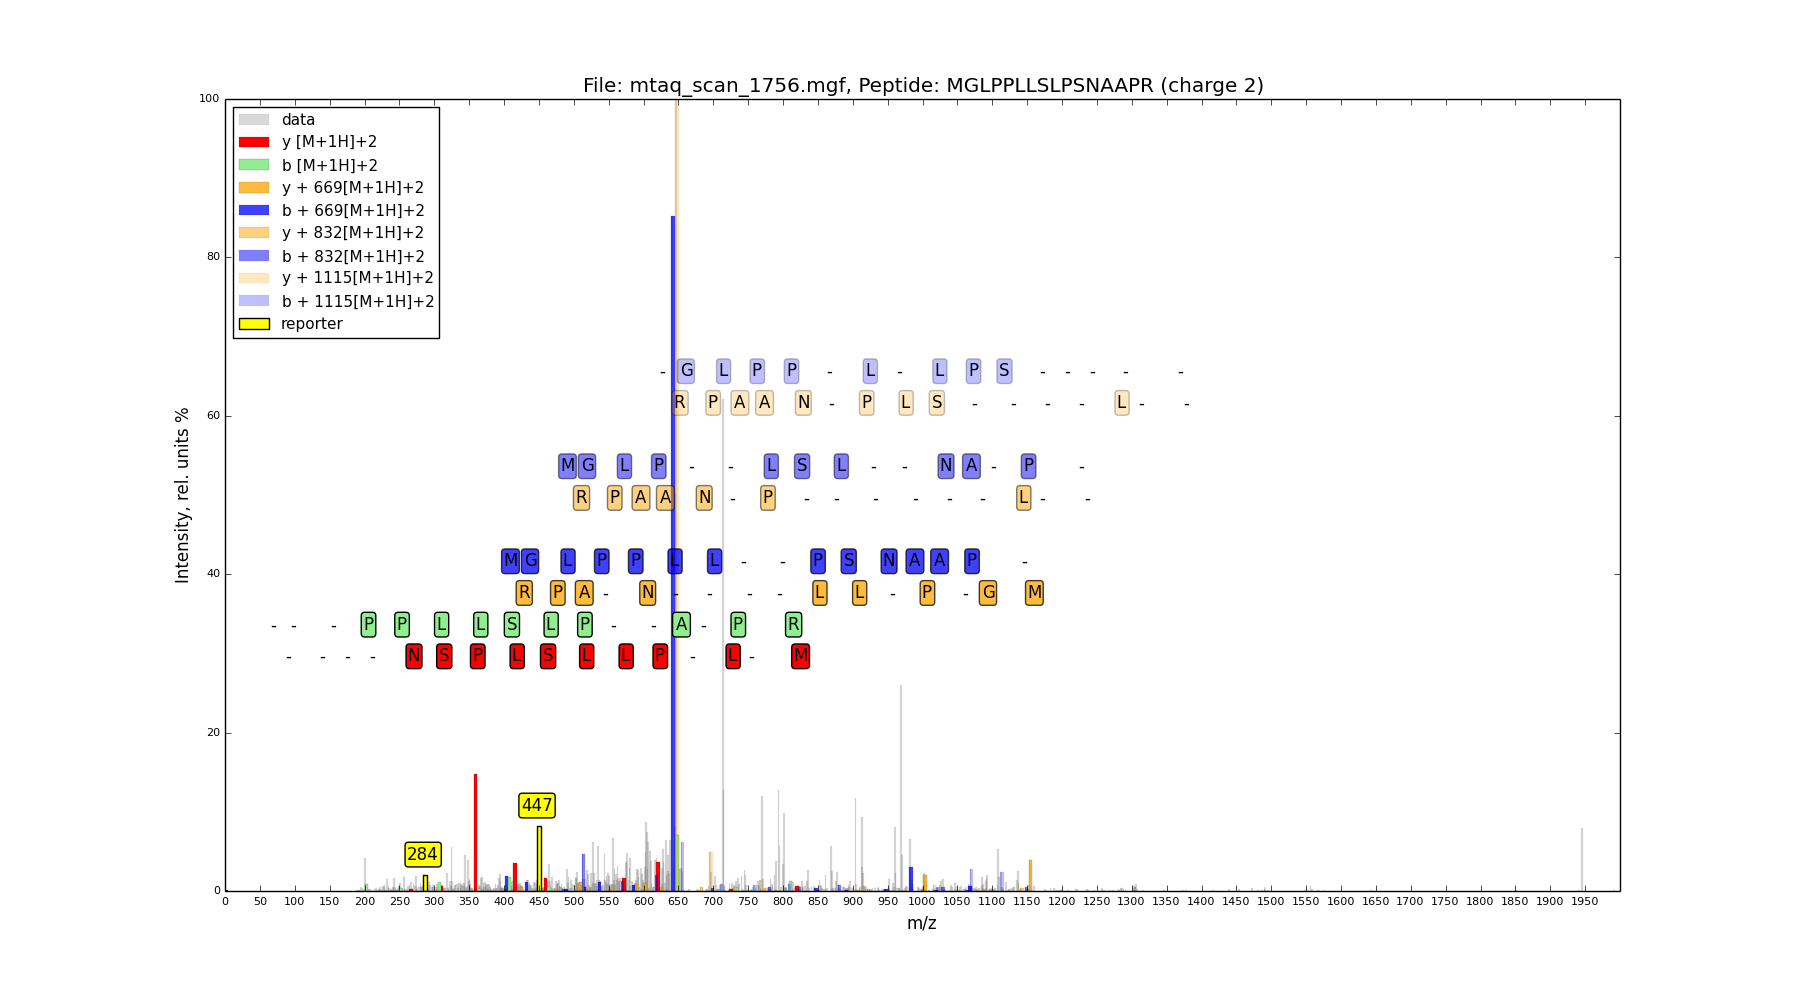 File: mtaq_scan_1756.mgf, Peptide: MGLPPLLSLPSNAAPR (charge 2)
100
data
y [M+1H]+2
b [M+1H]+2
y + 669[M+1H]+2
b + 669[M+1H]+2
y + 832[M+1H]+2
b + 832[M+1H]+2
y + 1115[M+1H]+2
b + 1115[M+1H]+2
reporter
80
60
40
20
0
Intensity, rel. units %
- G L P P - L - L P S - - - - -
R P A A N - P L S - - - - L - -
M G L P - - L S L - - N A - P -
R P A A N - P - - - - - - L - -
M G L P P L L - - P S N A A P -
R P A - N - - - - L L - P - G M
- - - P P L L S L P - - A - P R
- - - - N S P L S L L P - L - M
447
284
0 50 100 150 200 250 300 350 400 450 500 550 600 650 700 750 800 850 900 950 1000 1050 1100 1150 1200 1250 1300 1350 1400 1450 1500 1550 1600 1650 1700 1750 1800 1850 1900 1950
m/z